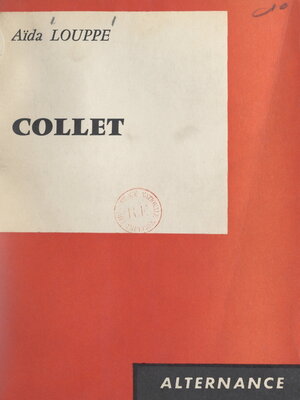 Aïda LOUPPE
COLLET
R F
ALTERNANCE